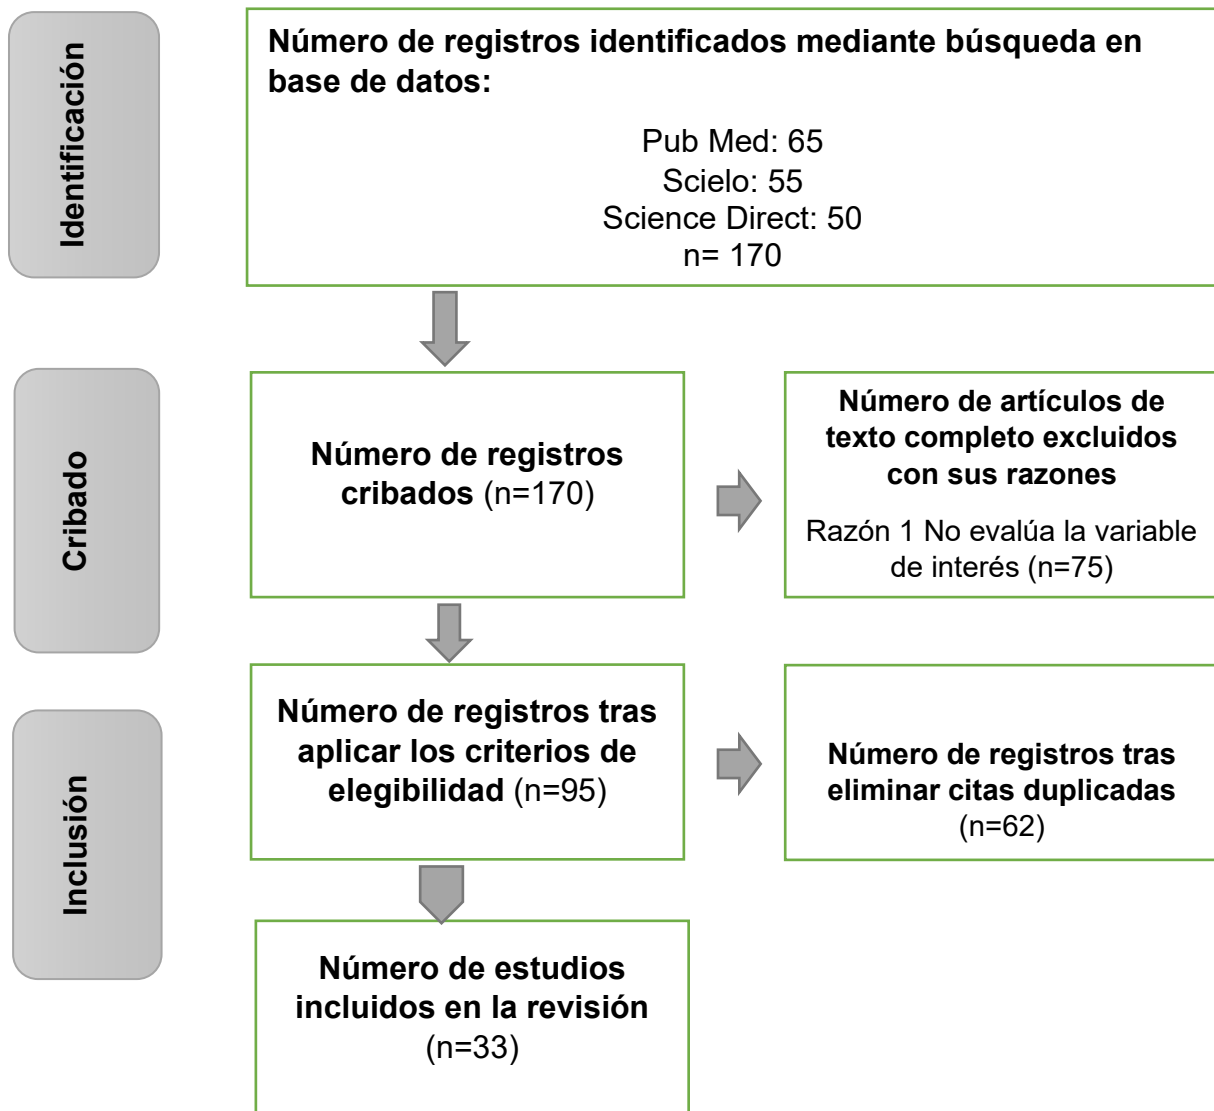 Identificación
Número de registros identificados mediante búsqueda en
base de datos:
Pub Med: 65
Scielo: 55
Science Direct: 50
n= 170
Cribado
Número de registros
cribados (n=170)
Número de artículos de
texto completo excluidos
con sus razones
Razón 1 No evalúa la variable
de interés (n=75)
Inclusión
Número de registros tras
aplicar los criterios de
elegibilidad (n=95)
Número de registros tras
eliminar citas duplicadas
(n=62)
Número de estudios
incluidos en la revisión
(n=33)